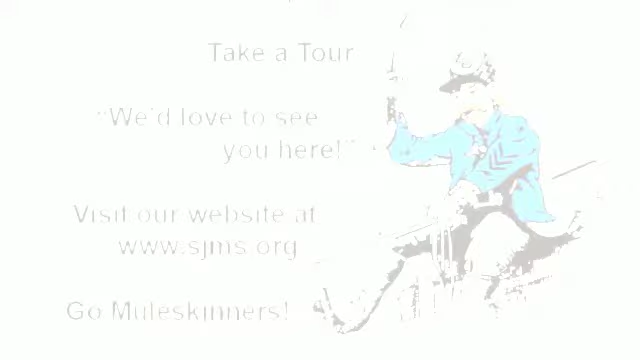 Take a Tour
"We'd love to see
you here!"
Visit our website at
www.sjms.org
Go Muleskinners!